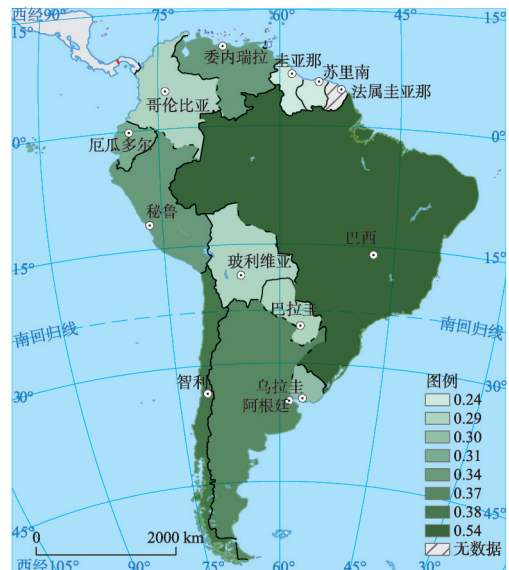 西经90°
75°
60°
45°
15°
15°
委内瑞拉
圭亚那
苏里南
法属圭亚那
哥伦比亚
0°
0°
厄瓜多尔
秘鲁
巴西
玻利维亚
15°
15°
巴拉圭
南回归线
南回归线
智利
乌拉圭
阿根廷
30°
30°
图例
0.24
0.29
0.30
0.31
0.34
0.37
0.38
0.54
无数据
45°
45°
0
2000 km
西经105°
90°
75°
60°
45°
30°
15°